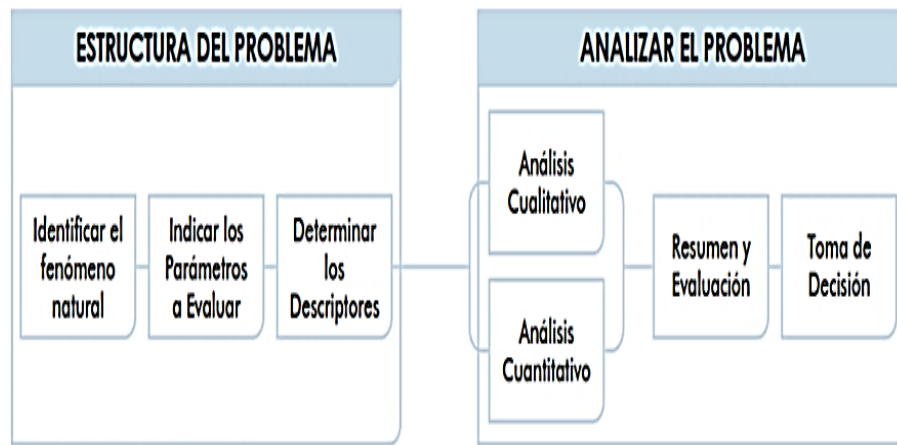 ESTRUCTURA DEL PROBLEMA
Identificar el
fenómeno
natural
Indicar los
Parámetros
a Evaluar
Determinar
los
Descriptores
ANALIZAR EL PROBLEMA
Análisis
Cualitativo
Análisis
Cuantitativo
Resumen y
Evaluación
Toma de
Decisión